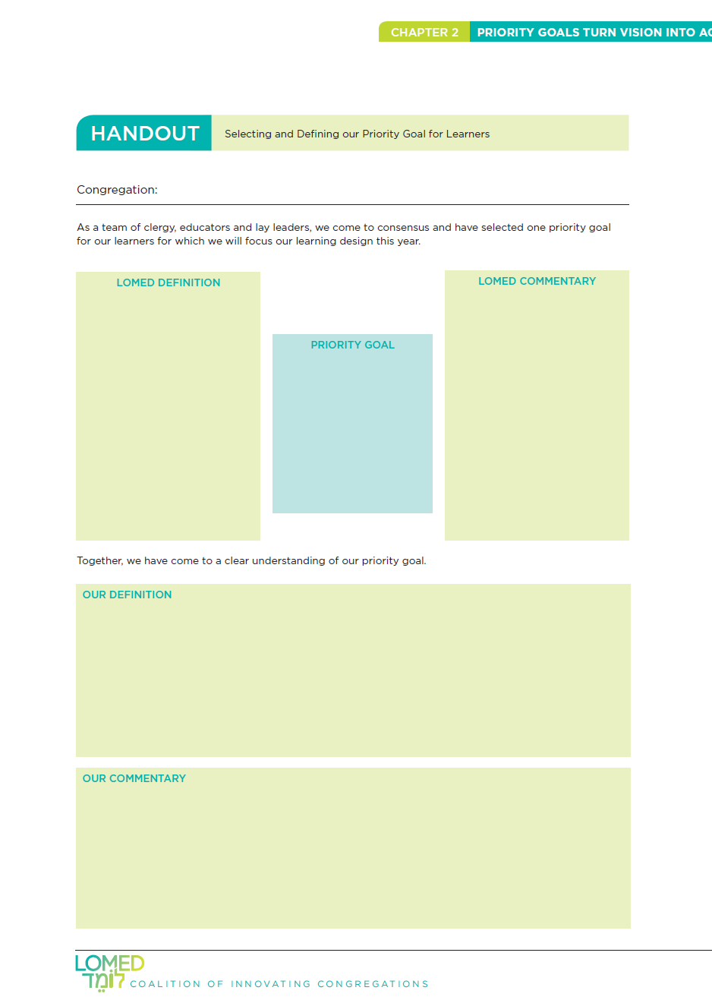 CHAPTER 2 PRIORITY GOALS TURN VISION INTO
HANDOUT Selecting and Defining our Priority Goal for Learners
Congregation:
As a team of clergy, educators and lay leaders, we come to consensus and have selected one priority goal
for our learners for which we will focus our learning design this year.
LOMED DEFINITION
LOMED COMMENTARY
PRIORITY GOAL
Together, we have come to a clear understanding of our priority goal.
OUR DEFINITION
OUR COMMENTARY
LOMED
לוֹמֵד COALITION OF INNOVATING CONGREGATIONS